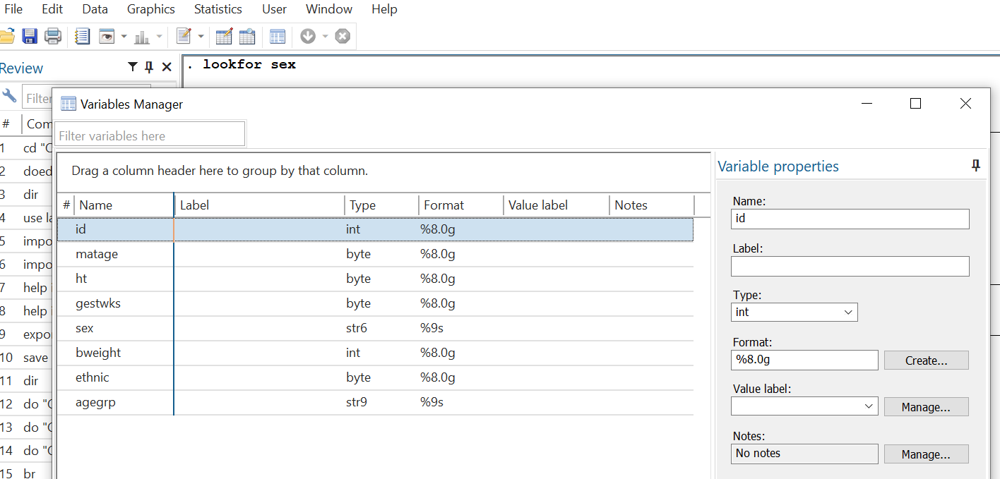 File Edit Data Graphics Statistics User Window Help
Review
. lookfor sex
Filter
Variables Manager
Filter variables here
# Com
1 cd "C
2 doed
3 dir
4 use la
5 impo
6 impo
7 help i
8 help i
9 expo
10 save
11 dir
12 do "C
13 do "C
14 do "C
15 br
Drag a column header here to group by that column.
# Name Label Type Format Value label Notes
id int %8.0g
matage byte %8.0g
ht byte %8.0g
gestwks byte %8.0g
sex str6 %9s
bweight int %8.0g
ethnic byte %8.0g
agegrp str9 %9s
Variable properties
Name:
id
Label:
Type:
int
Format:
%8.0g Create...
Value label:
Manage...
Notes:
No notes Manage...